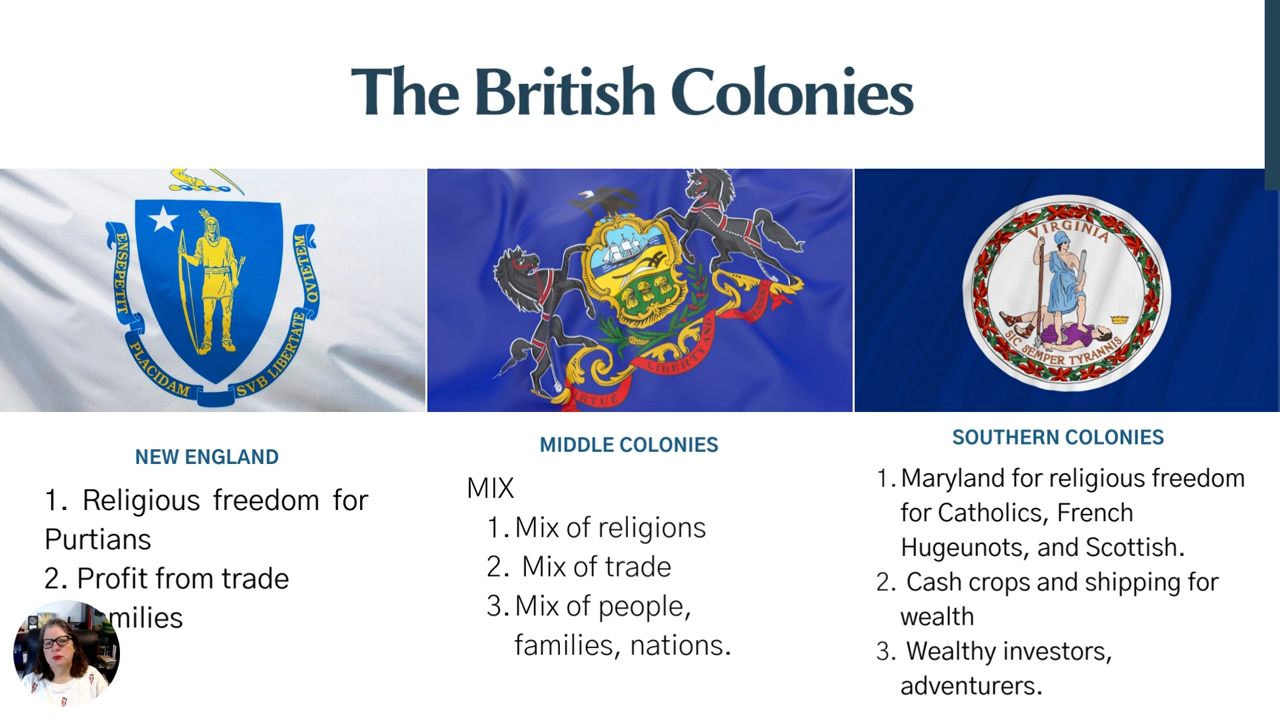 The British Colonies
ENSEPETIT
PLACIDAM
SVB LIBERTATE
QVIETEM
LIBERTY AND
VIRGINIA
SIC SEMPER TYRANNIS
NEW ENGLAND
1. Religious freedom for
Purtians
2. Profit from trade
MIDDLE COLONIES
MIX
1. Mix of religions
2. Mix of trade
3. Mix of people,
families, nations.
SOUTHERN COLONIES
1. Maryland for religious freedom
for Catholics, French
Hugeunots, and Scottish.
2. Cash crops and shipping for
wealth
3. Wealthy investors,
adventurers.